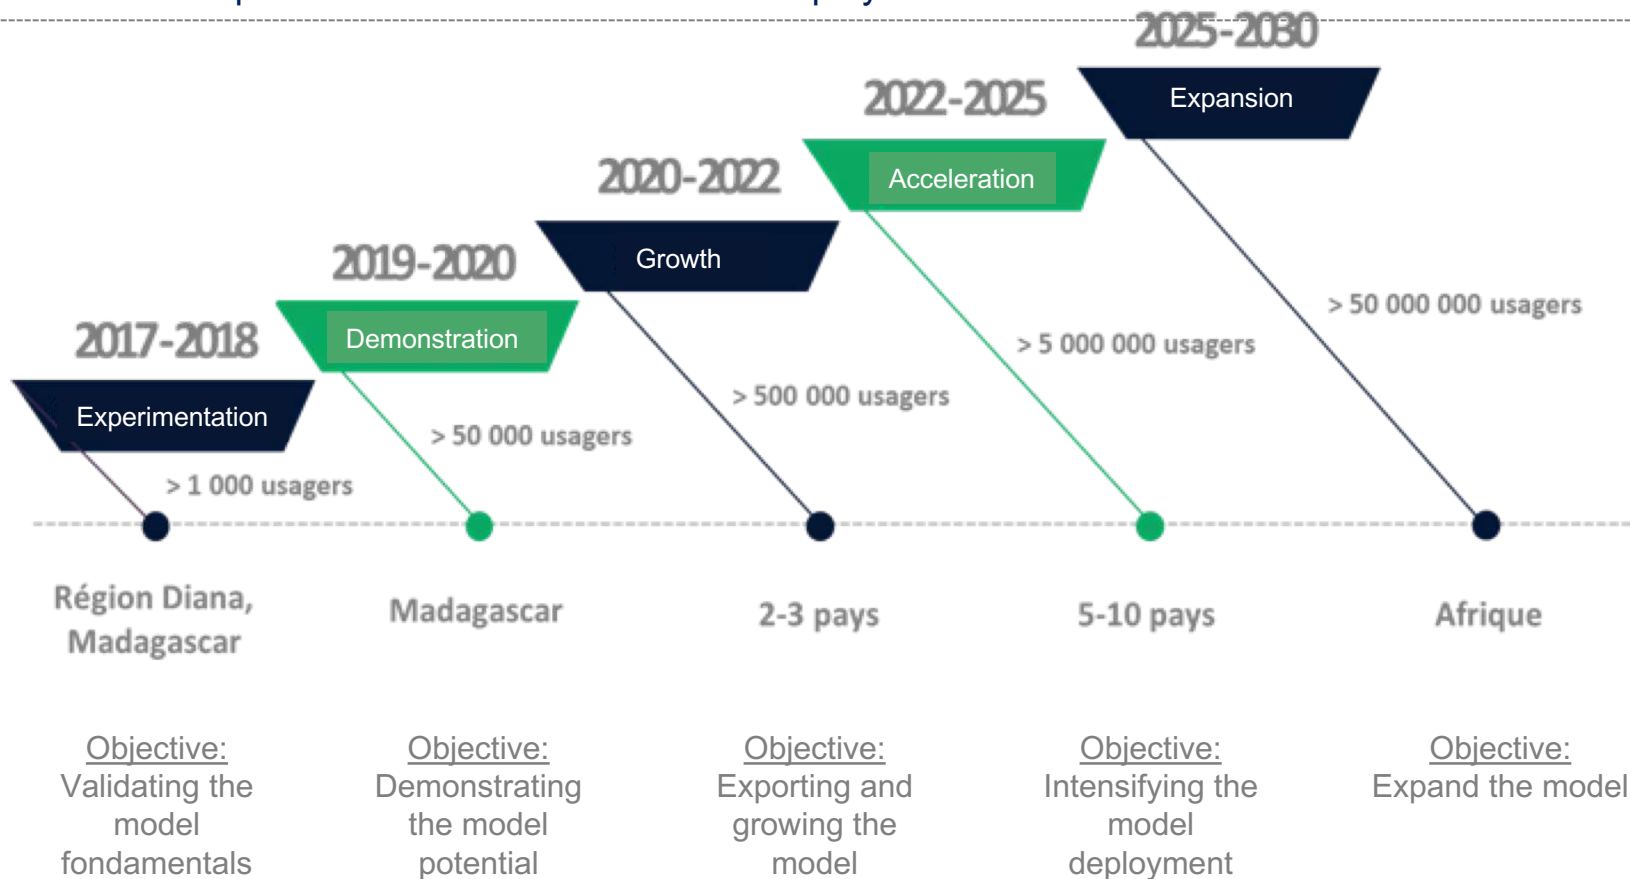 2025-2030
Expansion
2022-2025
Acceleration
2020-2022
Growth
2019-2020
Demonstration
2017-2018
Experimentation
> 50 000 000 usagers
> 5 000 000 usagers
> 500 000 usagers
> 50 000 usagers
> 1 000 usagers
Région Diana,
Madagascar
Madagascar
2-3 pays
5-10 pays
Afrique
Objective:
Validating the
model
fondamentals
Objective:
Demonstrating
the model
potential
Objective:
Exporting and
growing the
model
Objective:
Intensifying the
model
deployment
Objective:
Expand the model